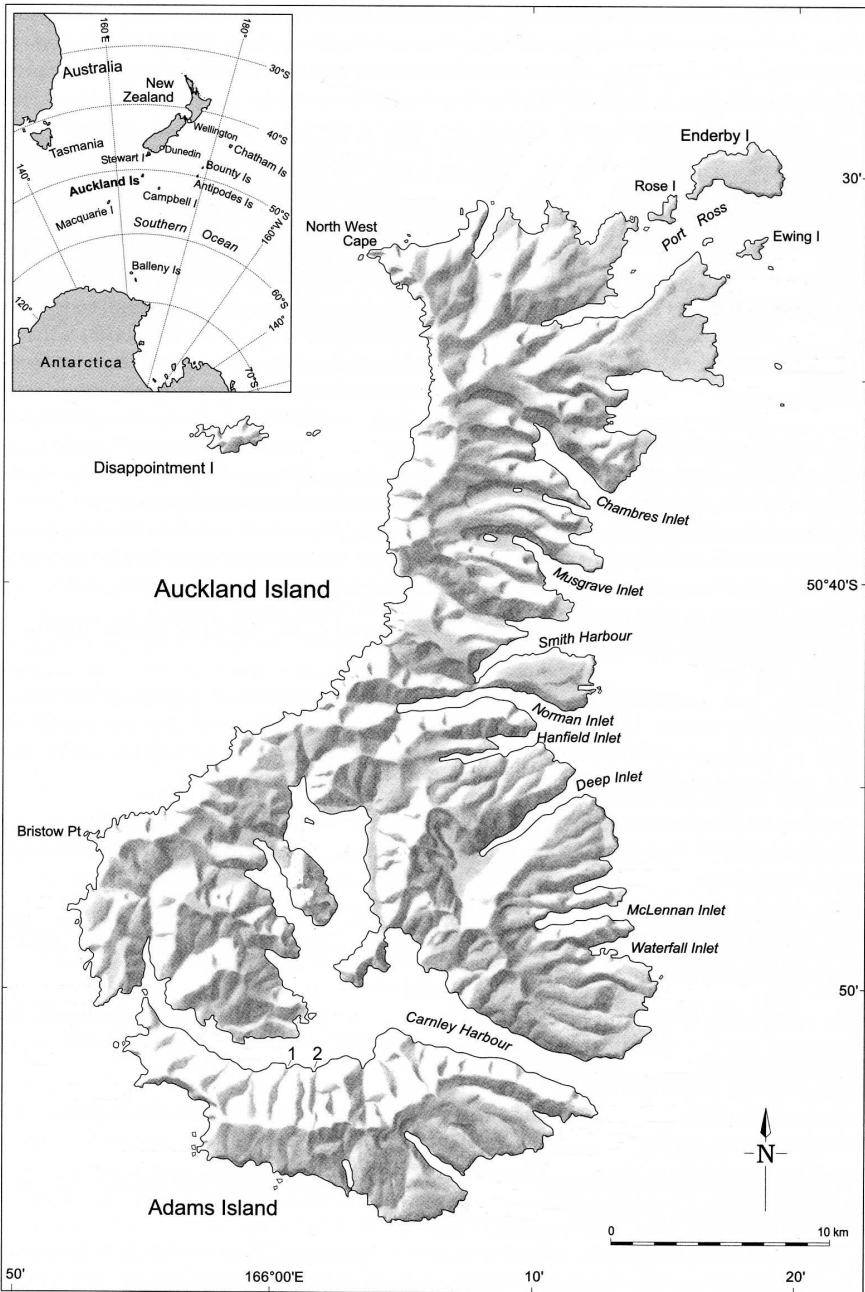 160 E
180°
Australia
30°S
New
Zealand
Wellington
40°S
Tasmania
Chatham Is
Dunedin
Stewart I
Bounty Is
140°
Auckland Is
Antipodes Is
Campbell I
50°S
Macquarie I
160°W
Southern Ocean
Balleny Is
60°S
120°
140°
Antarctica
70°S
Enderby I
30'
Rose I
Port Ross
North West
Cape
Ewing I
Disappointment I
Chambres Inlet
Auckland Island
Musgrave Inlet
50°40'S
Smith Harbour
Norman Inlet
Hanfield Inlet
Deep Inlet
Bristow Pt
McLennan Inlet
Waterfall Inlet
50'
Carnley Harbour
1 2
N
Adams Island
0 10 km
50' 166°00'E 10' 20'